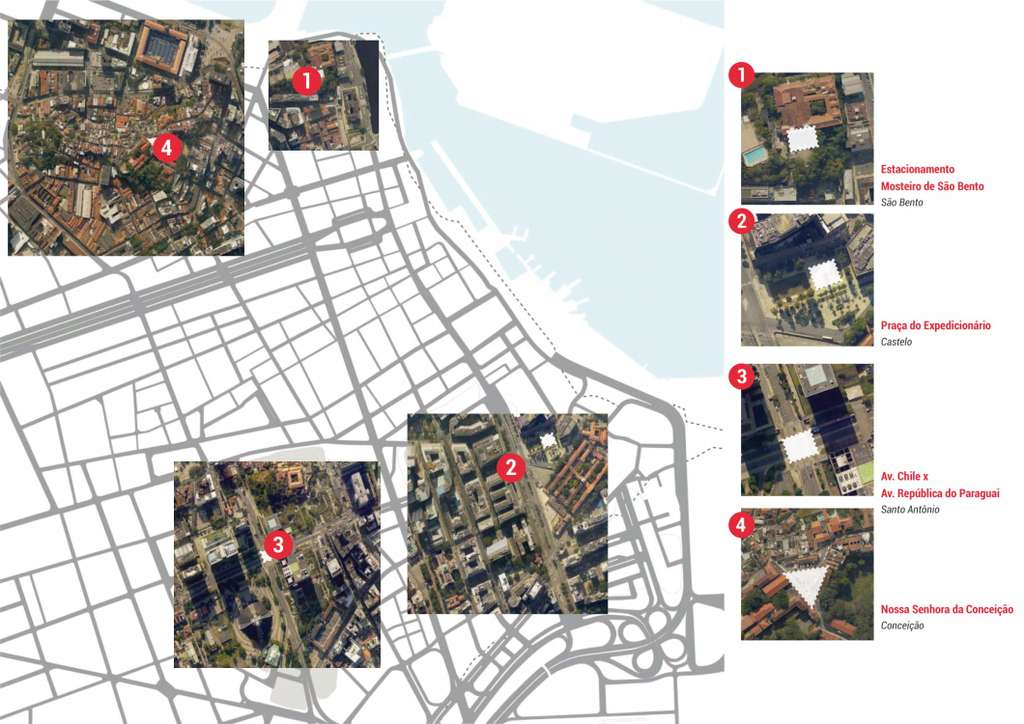 4
1
3
2
1
Estacionamento
Mosteiro de São Bento
São Bento
2
Praça do Expedicionário
Castelo
3
Av. Chile x
Av. República do Paraguai
Santo Antônio
4
Nossa Senhora da Conceição
Conceição